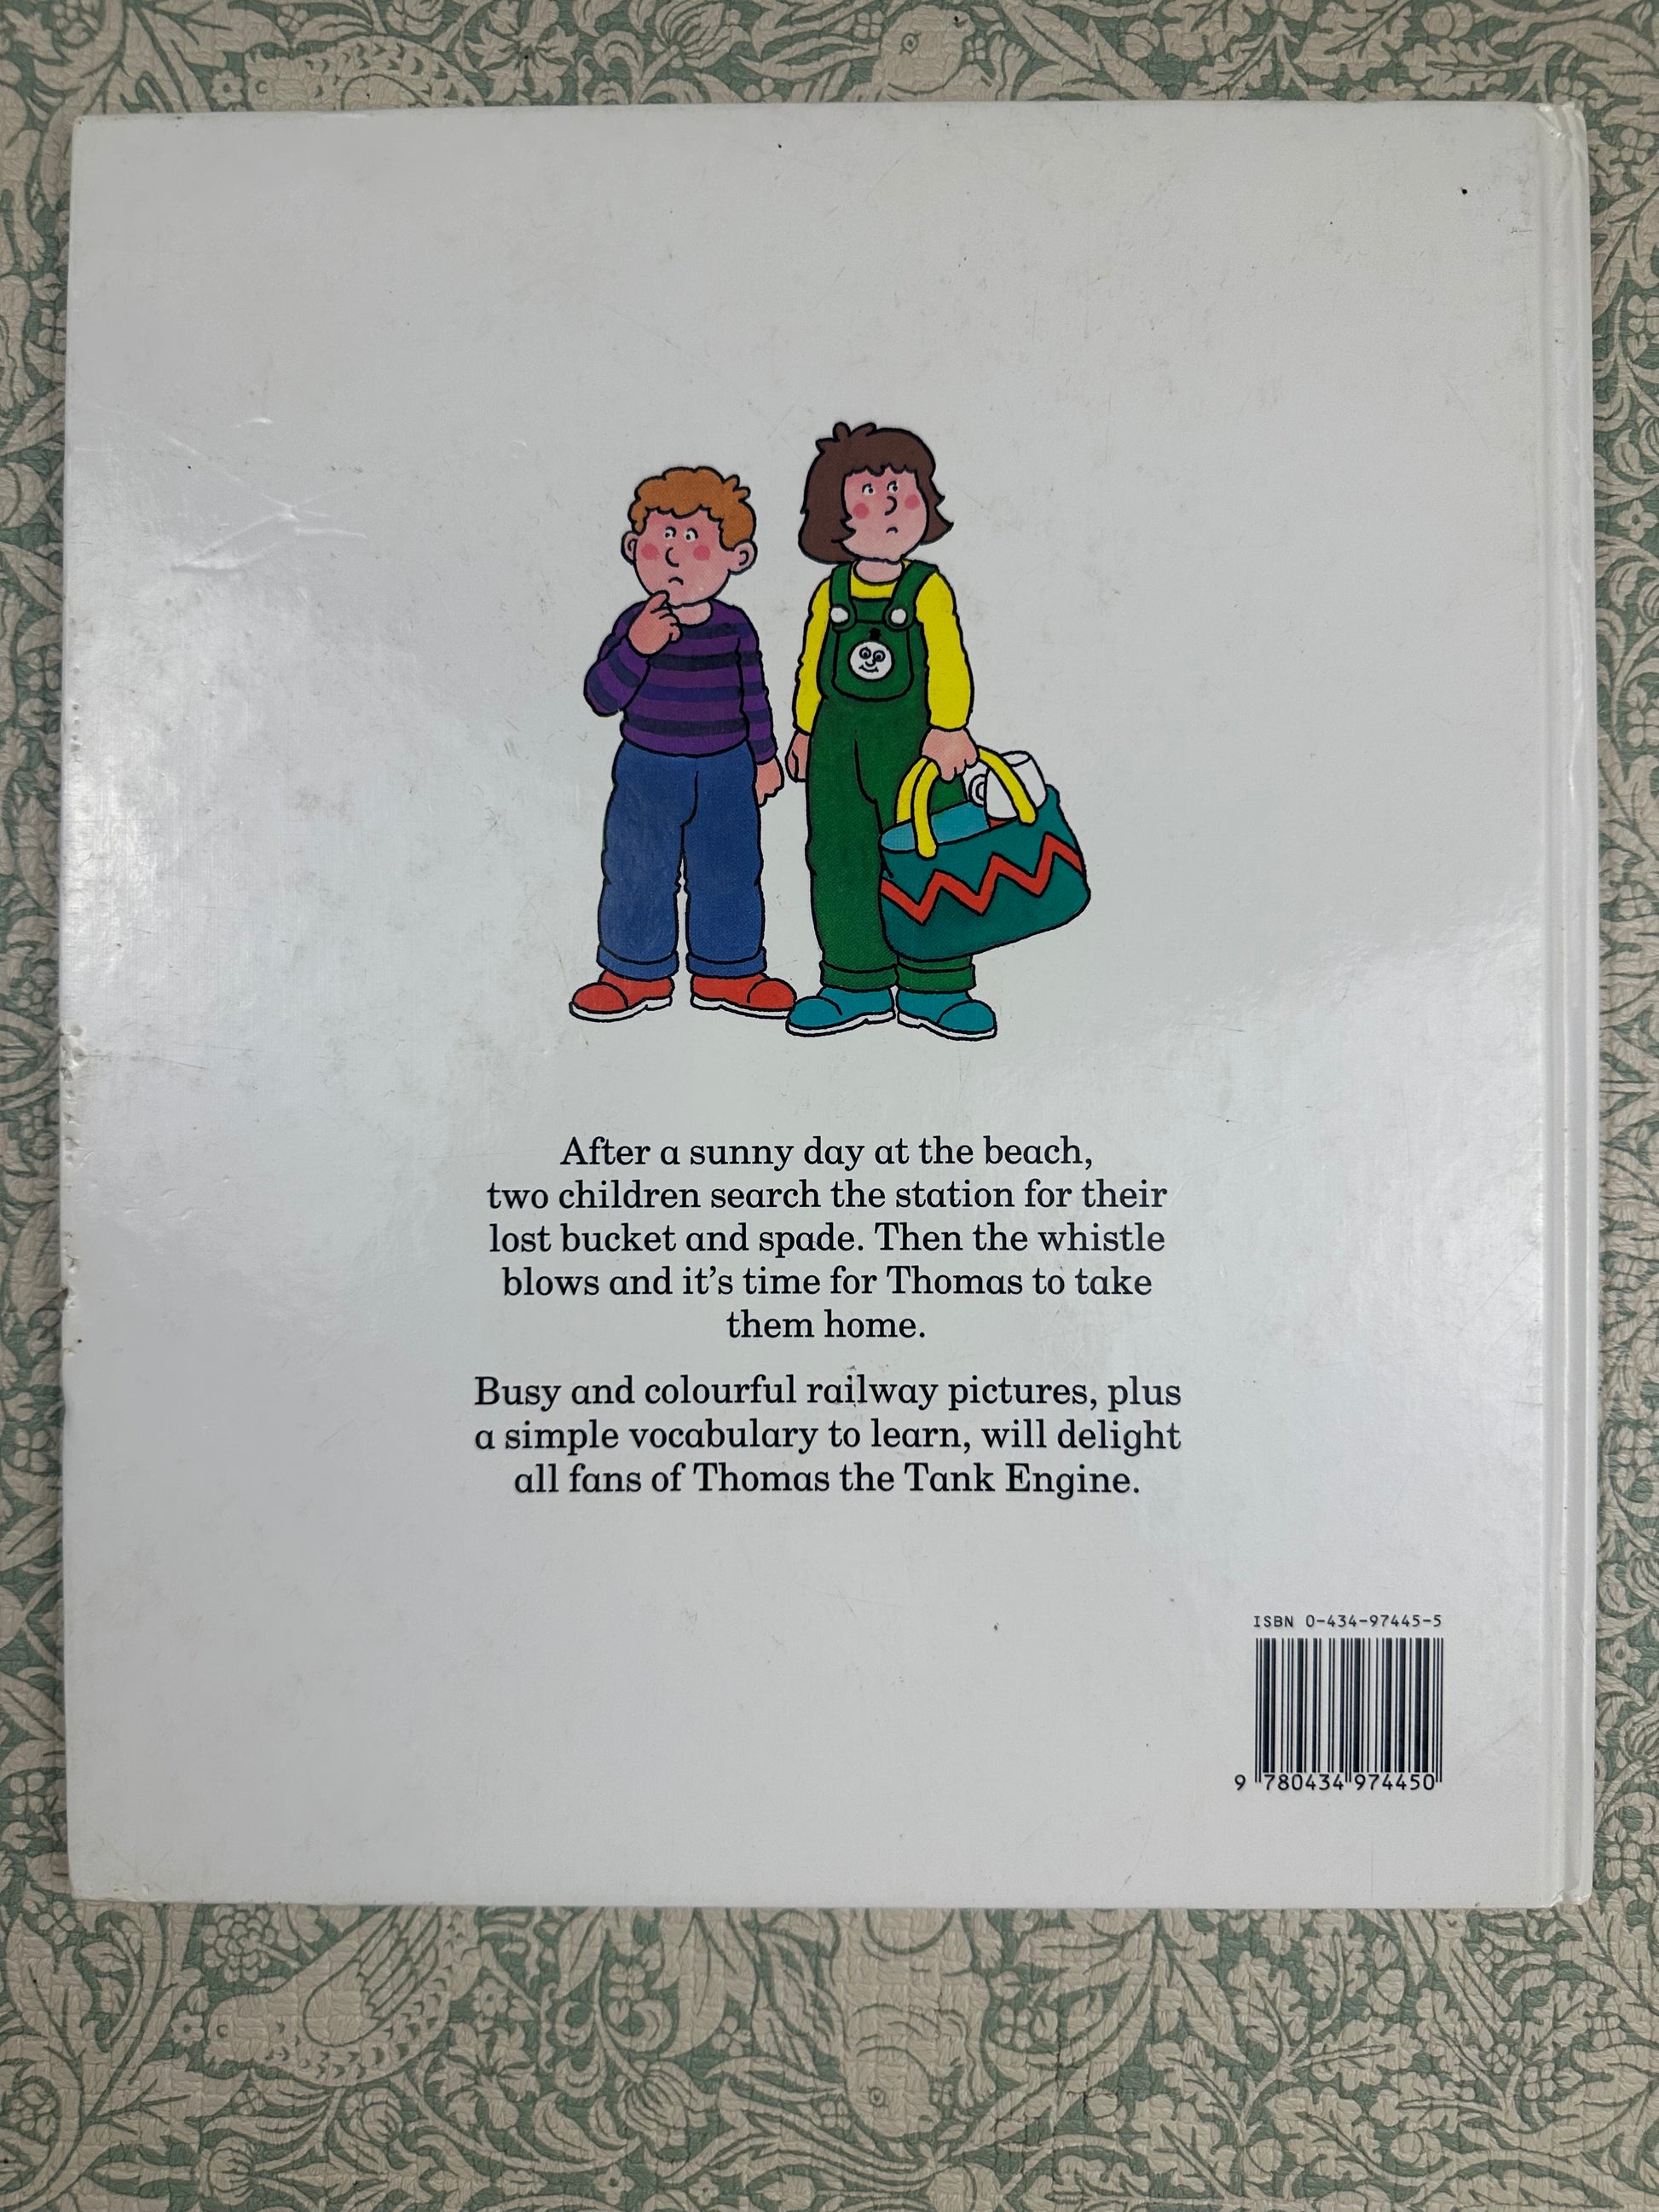 After a sunny day at the beach,
two children search the station for their
lost bucket and spade. Then the whistle
blows and it's time for Thomas to take
them home.
Busy and colourful railway pictures, plus
a simple vocabulary to learn, will delight
all fans of Thomas the Tank Engine.
ISBN 0-434-97445-5
9 780434 974450